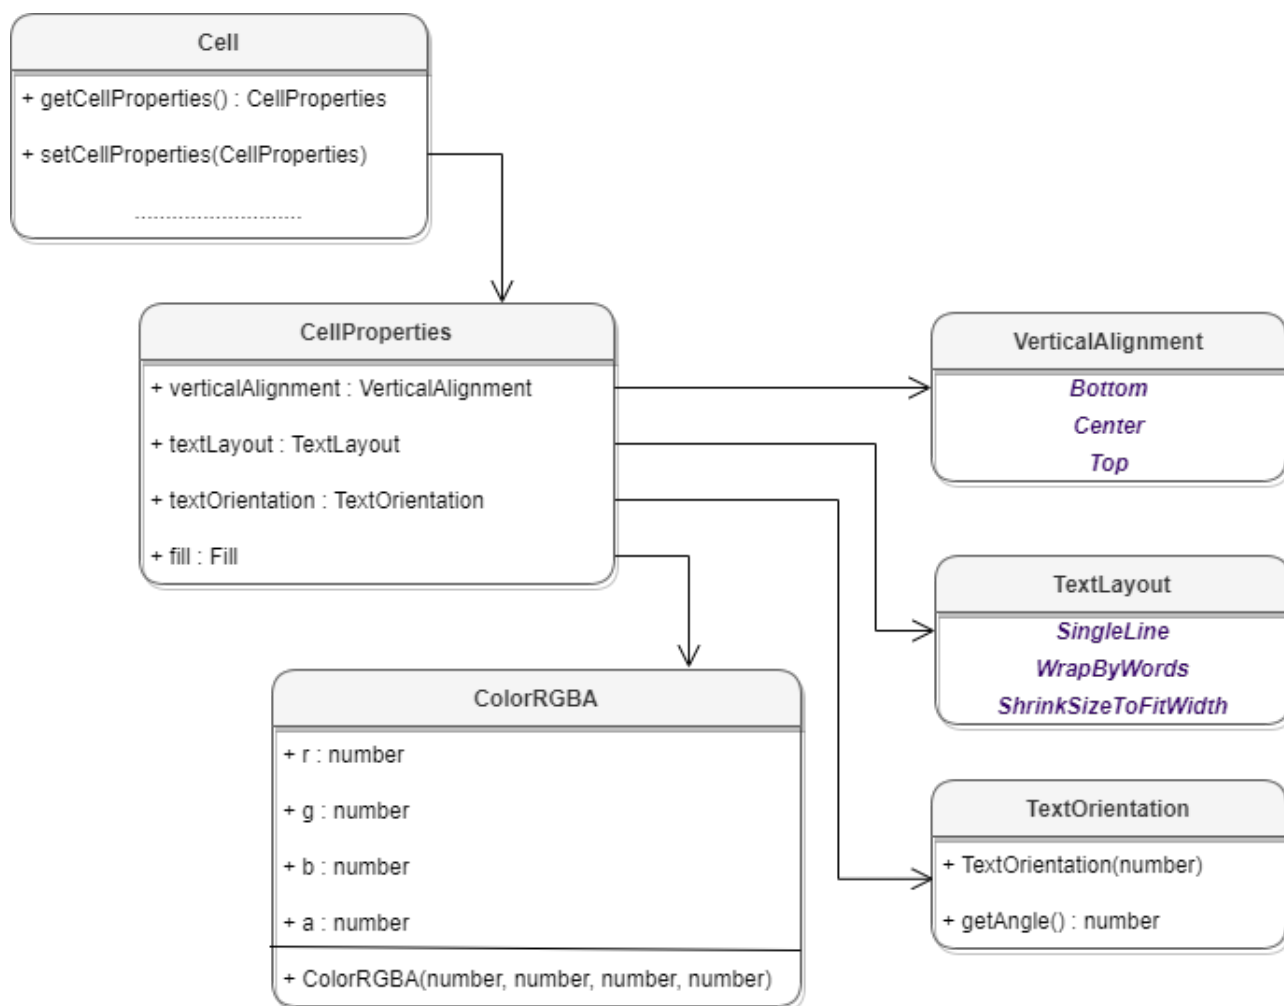 Cell
+ getCellProperties() : CellProperties
+ setCellProperties(CellProperties)
...........................
CellProperties
+ verticalAlignment : VerticalAlignment
+ textLayout : TextLayout
+ textOrientation : TextOrientation
+ fill : Fill
VerticalAlignment
Bottom
Center
Top
TextLayout
SingleLine
WrapByWords
ShrinkSizeToFitWidth
ColorRGBA
+ r : number
+ g : number
+ b : number
+ a : number
+ ColorRGBA(number, number, number, number)
TextOrientation
+ TextOrientation(number)
+ getAngle() : number